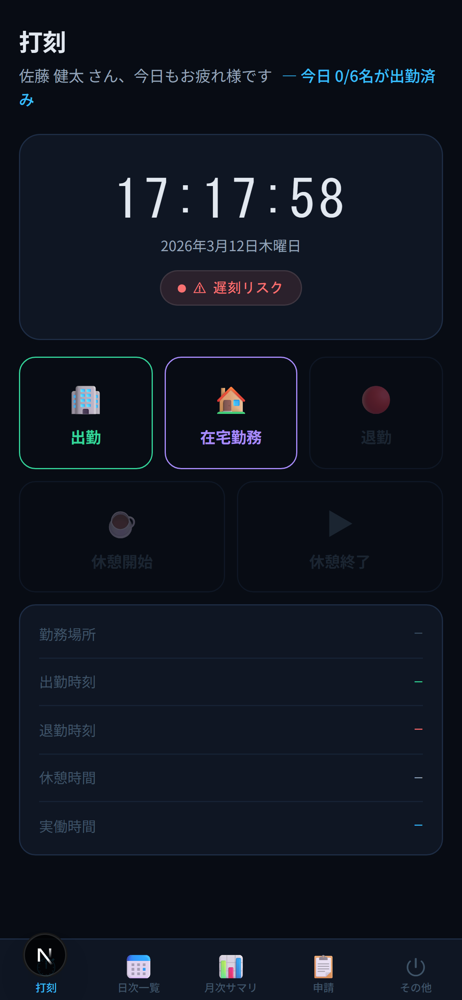 打刻
佐藤 健太 さん、今日もお疲れ様です — 今日 0/6名が出勤済
み
17:17:58
2026年3月12日木曜日
⚠ 遅刻リスク
出勤
在宅勤務
退勤
休憩開始
休憩終了
勤務場所 —
出勤時刻 —
退勤時刻 —
休憩時間 —
実働時間 —
N
打刻
日次一覧
月次サマリ
申請
その他